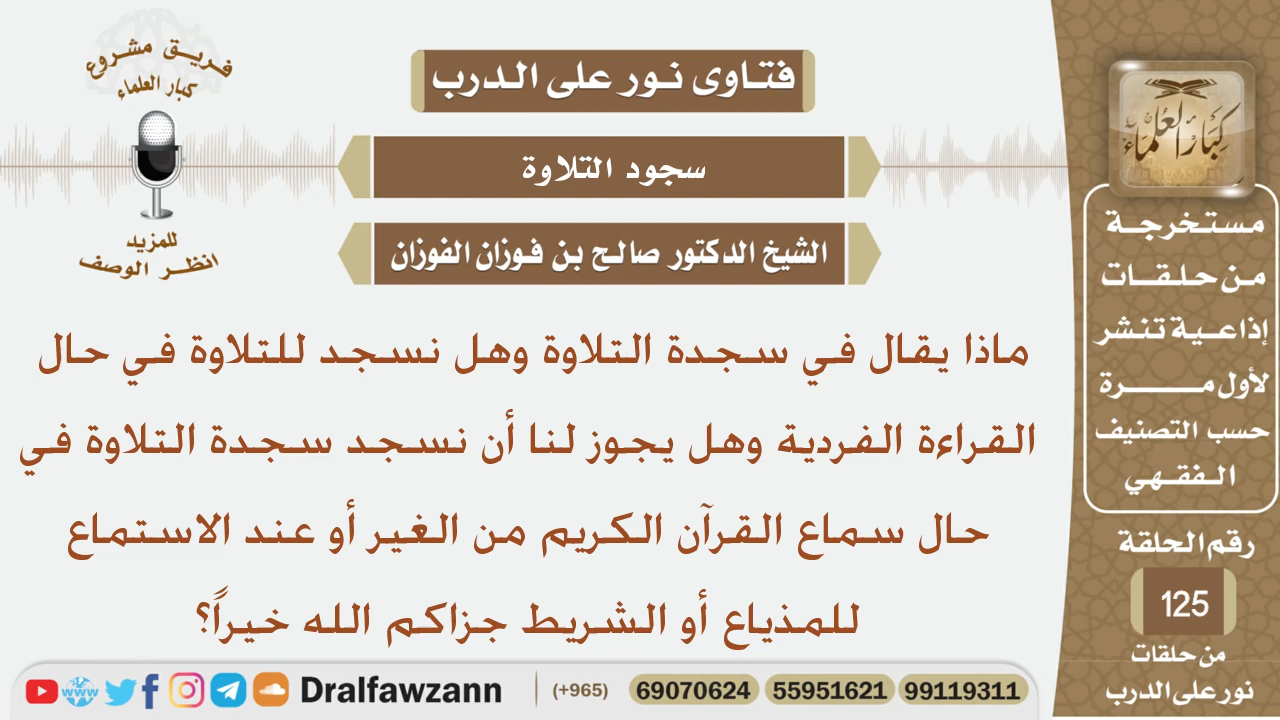 فريق مشروع
كبار العلماء
للمزيد
انظر الوصف
فتاوى نور على الدرب
سجود التلاوة
الشيخ الدكتور صالح بن فوزان الفوزان
ماذا يقال في سجدة التلاوة وهل نسجد للتلاوة في حال
القراءة الفردية وهل يجوز لنا أن نسجد سجدة التلاوة في
حال سماع القرآن الكريم من الغير أو عند الاستماع
للمذياع أو الشريط جزاكم الله خيراً؟
كبار العلماء
مستخرجة
من حلقات
إذاعية تنشر
لأول مرة
حسب التصنيف
الفقهي
رقم الحلقة
125
من حلقات
نور على الدرب
www
Dralfawzann
(+965) 69070624 55951621 99119311